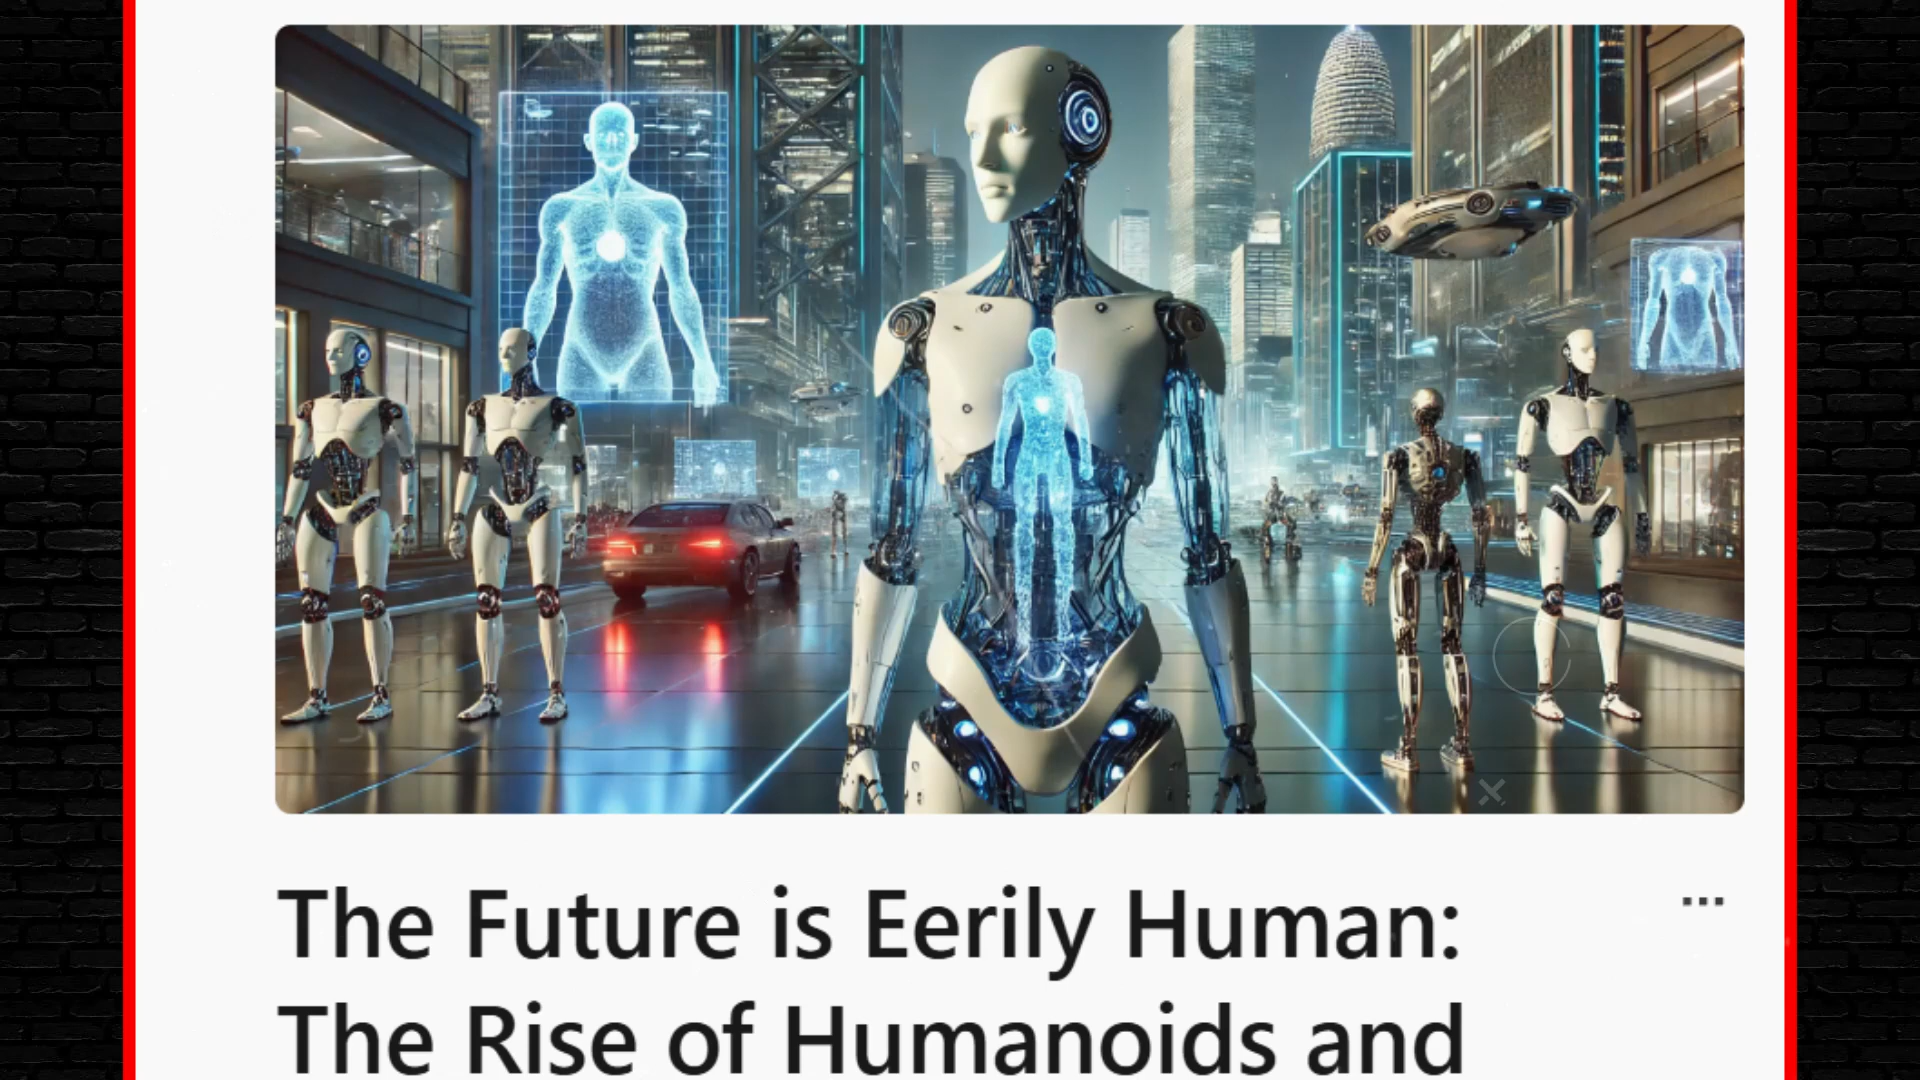 The Future is Eerily Human:
The Rise of Humanoids and